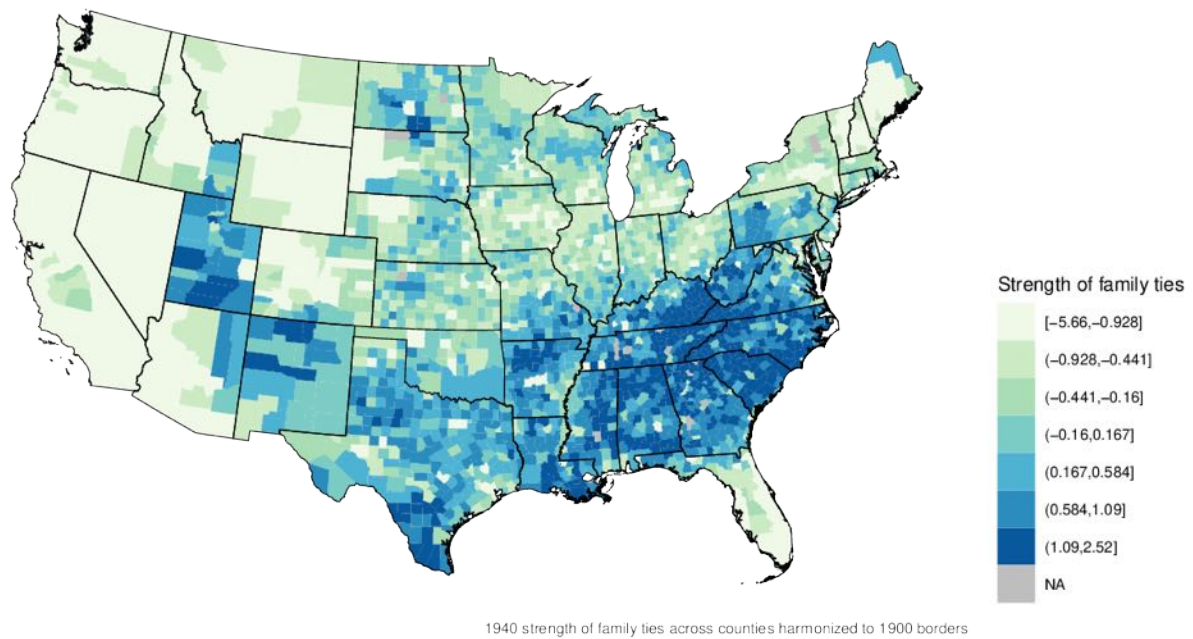 Strength of family ties
[−5.66,−0.928]
(−0.928,−0.441]
(−0.441,−0.16]
(−0.16,0.167]
(0.167,0.584]
(0.584,1.09]
(1.09,2.52]
NA
1940 strength of family ties across counties harmonized to 1900 borders